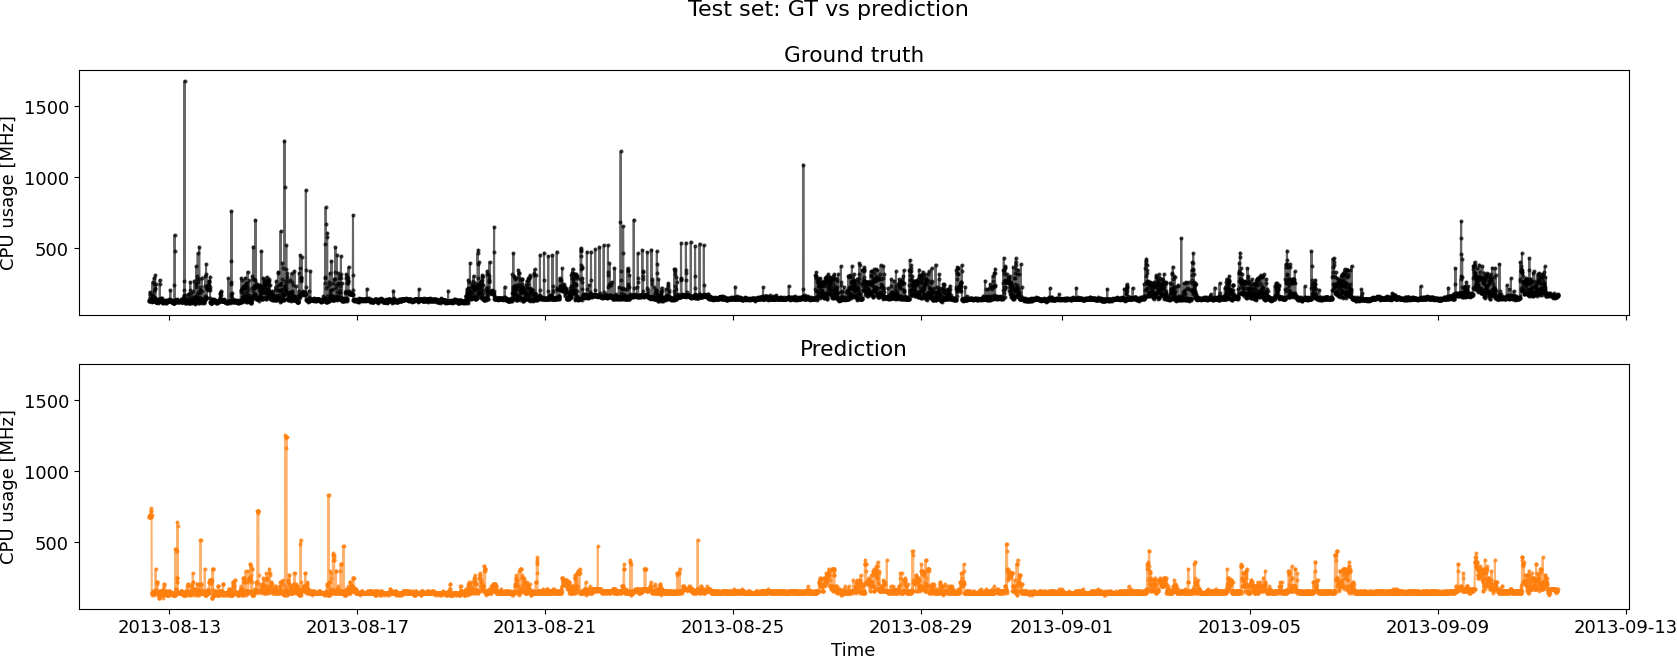 Test set: GT vs prediction
Ground truth
CPU usage [MHz]
1500
1000
500
Prediction
CPU usage [MHz]
1500
1000
500
2013-08-13 2013-08-17 2013-08-21 2013-08-25 2013-08-29 2013-09-01 2013-09-05 2013-09-09 2013-09-13
Time